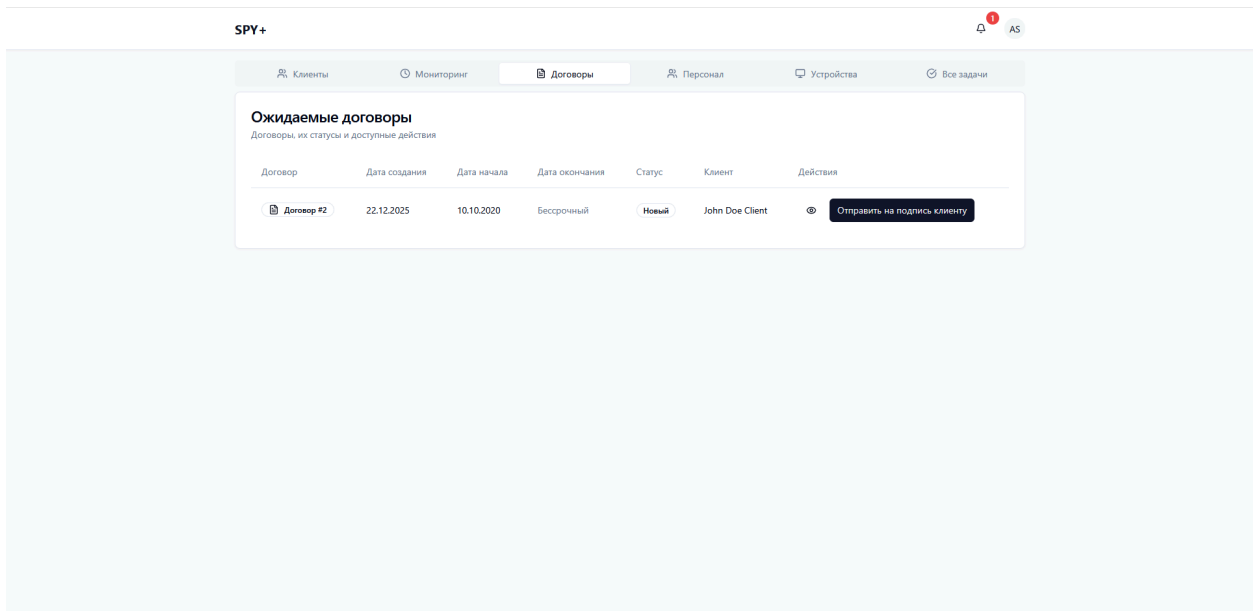 SPY+
1
AS
Клиенты Мониторинг Договоры Персонал Устройства Все задачи
Ожидаемые договоры
Договоры, их статусы и доступные действия
Договор Дата создания Дата начала Дата окончания Статус Клиент Действия
Договор #2 22.12.2025 10.10.2020 Бессрочный Новый John Doe Client Отправить на подпись клиенту